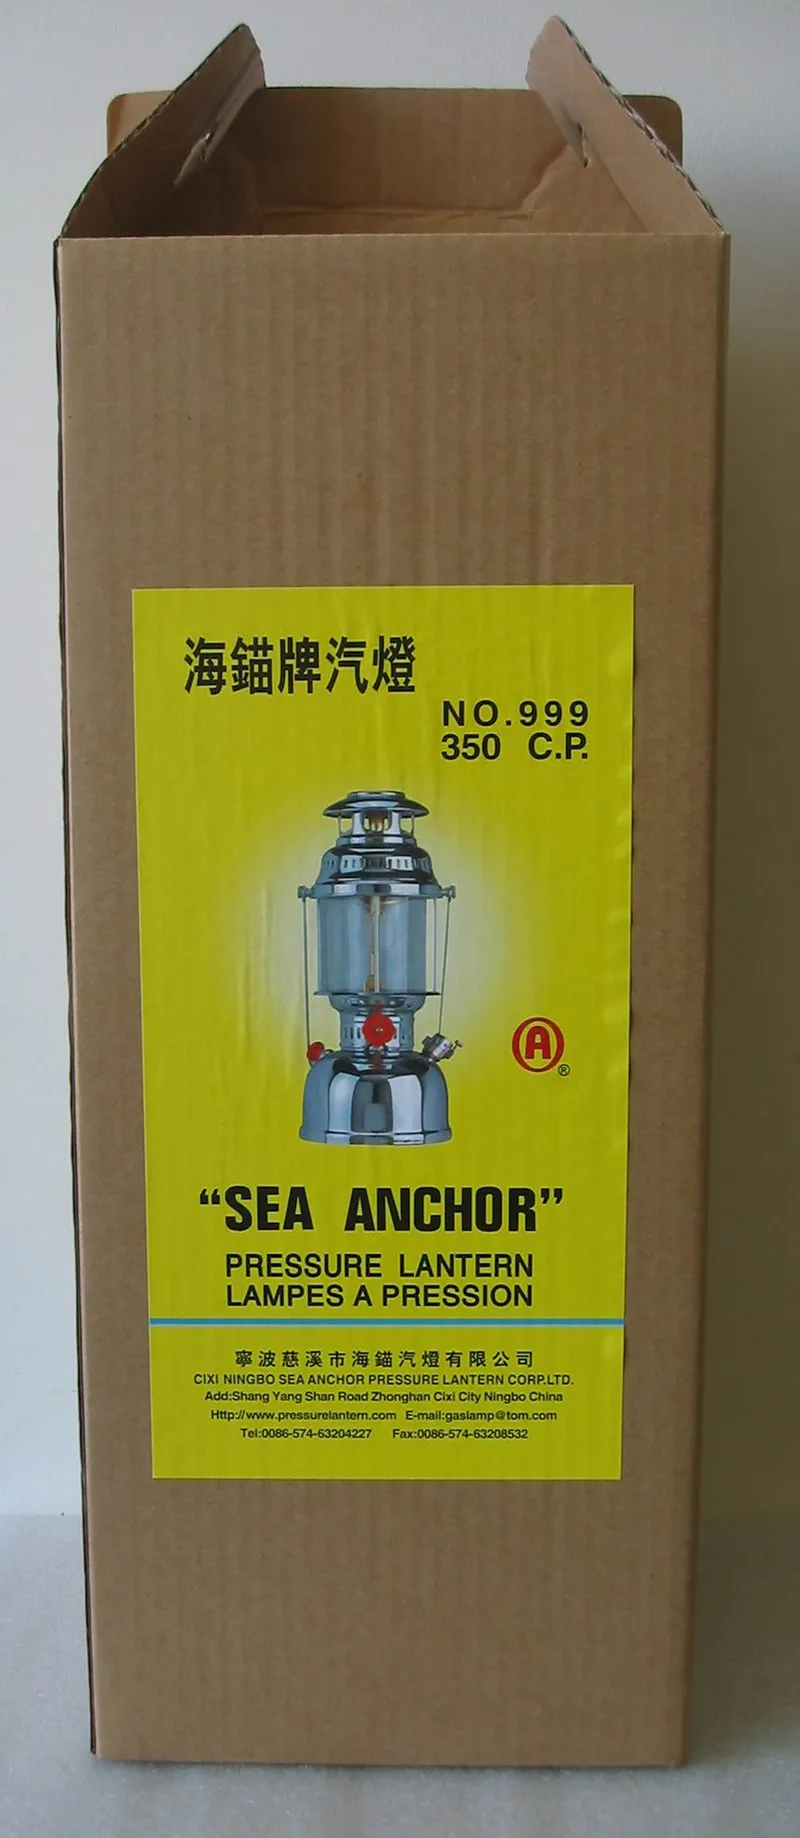 海錨牌汽燈
NO.999
350 C.P.
A
®
“SEA ANCHOR”
PRESSURE LANTERN
LAMPES A PRESSION
寧波慈溪市海錨汽燈有限公司
CIXI NINGBO SEA ANCHOR PRESSURE LANTERN CORP.LTD.
Add:Shang Yang Shan Road Zhonghan Cixi City Ningbo China
Http://www.pressurelantern.com E-mail:gaslamp@tom.com
Tel:0086-574-63204227 Fax:0086-574-63208532